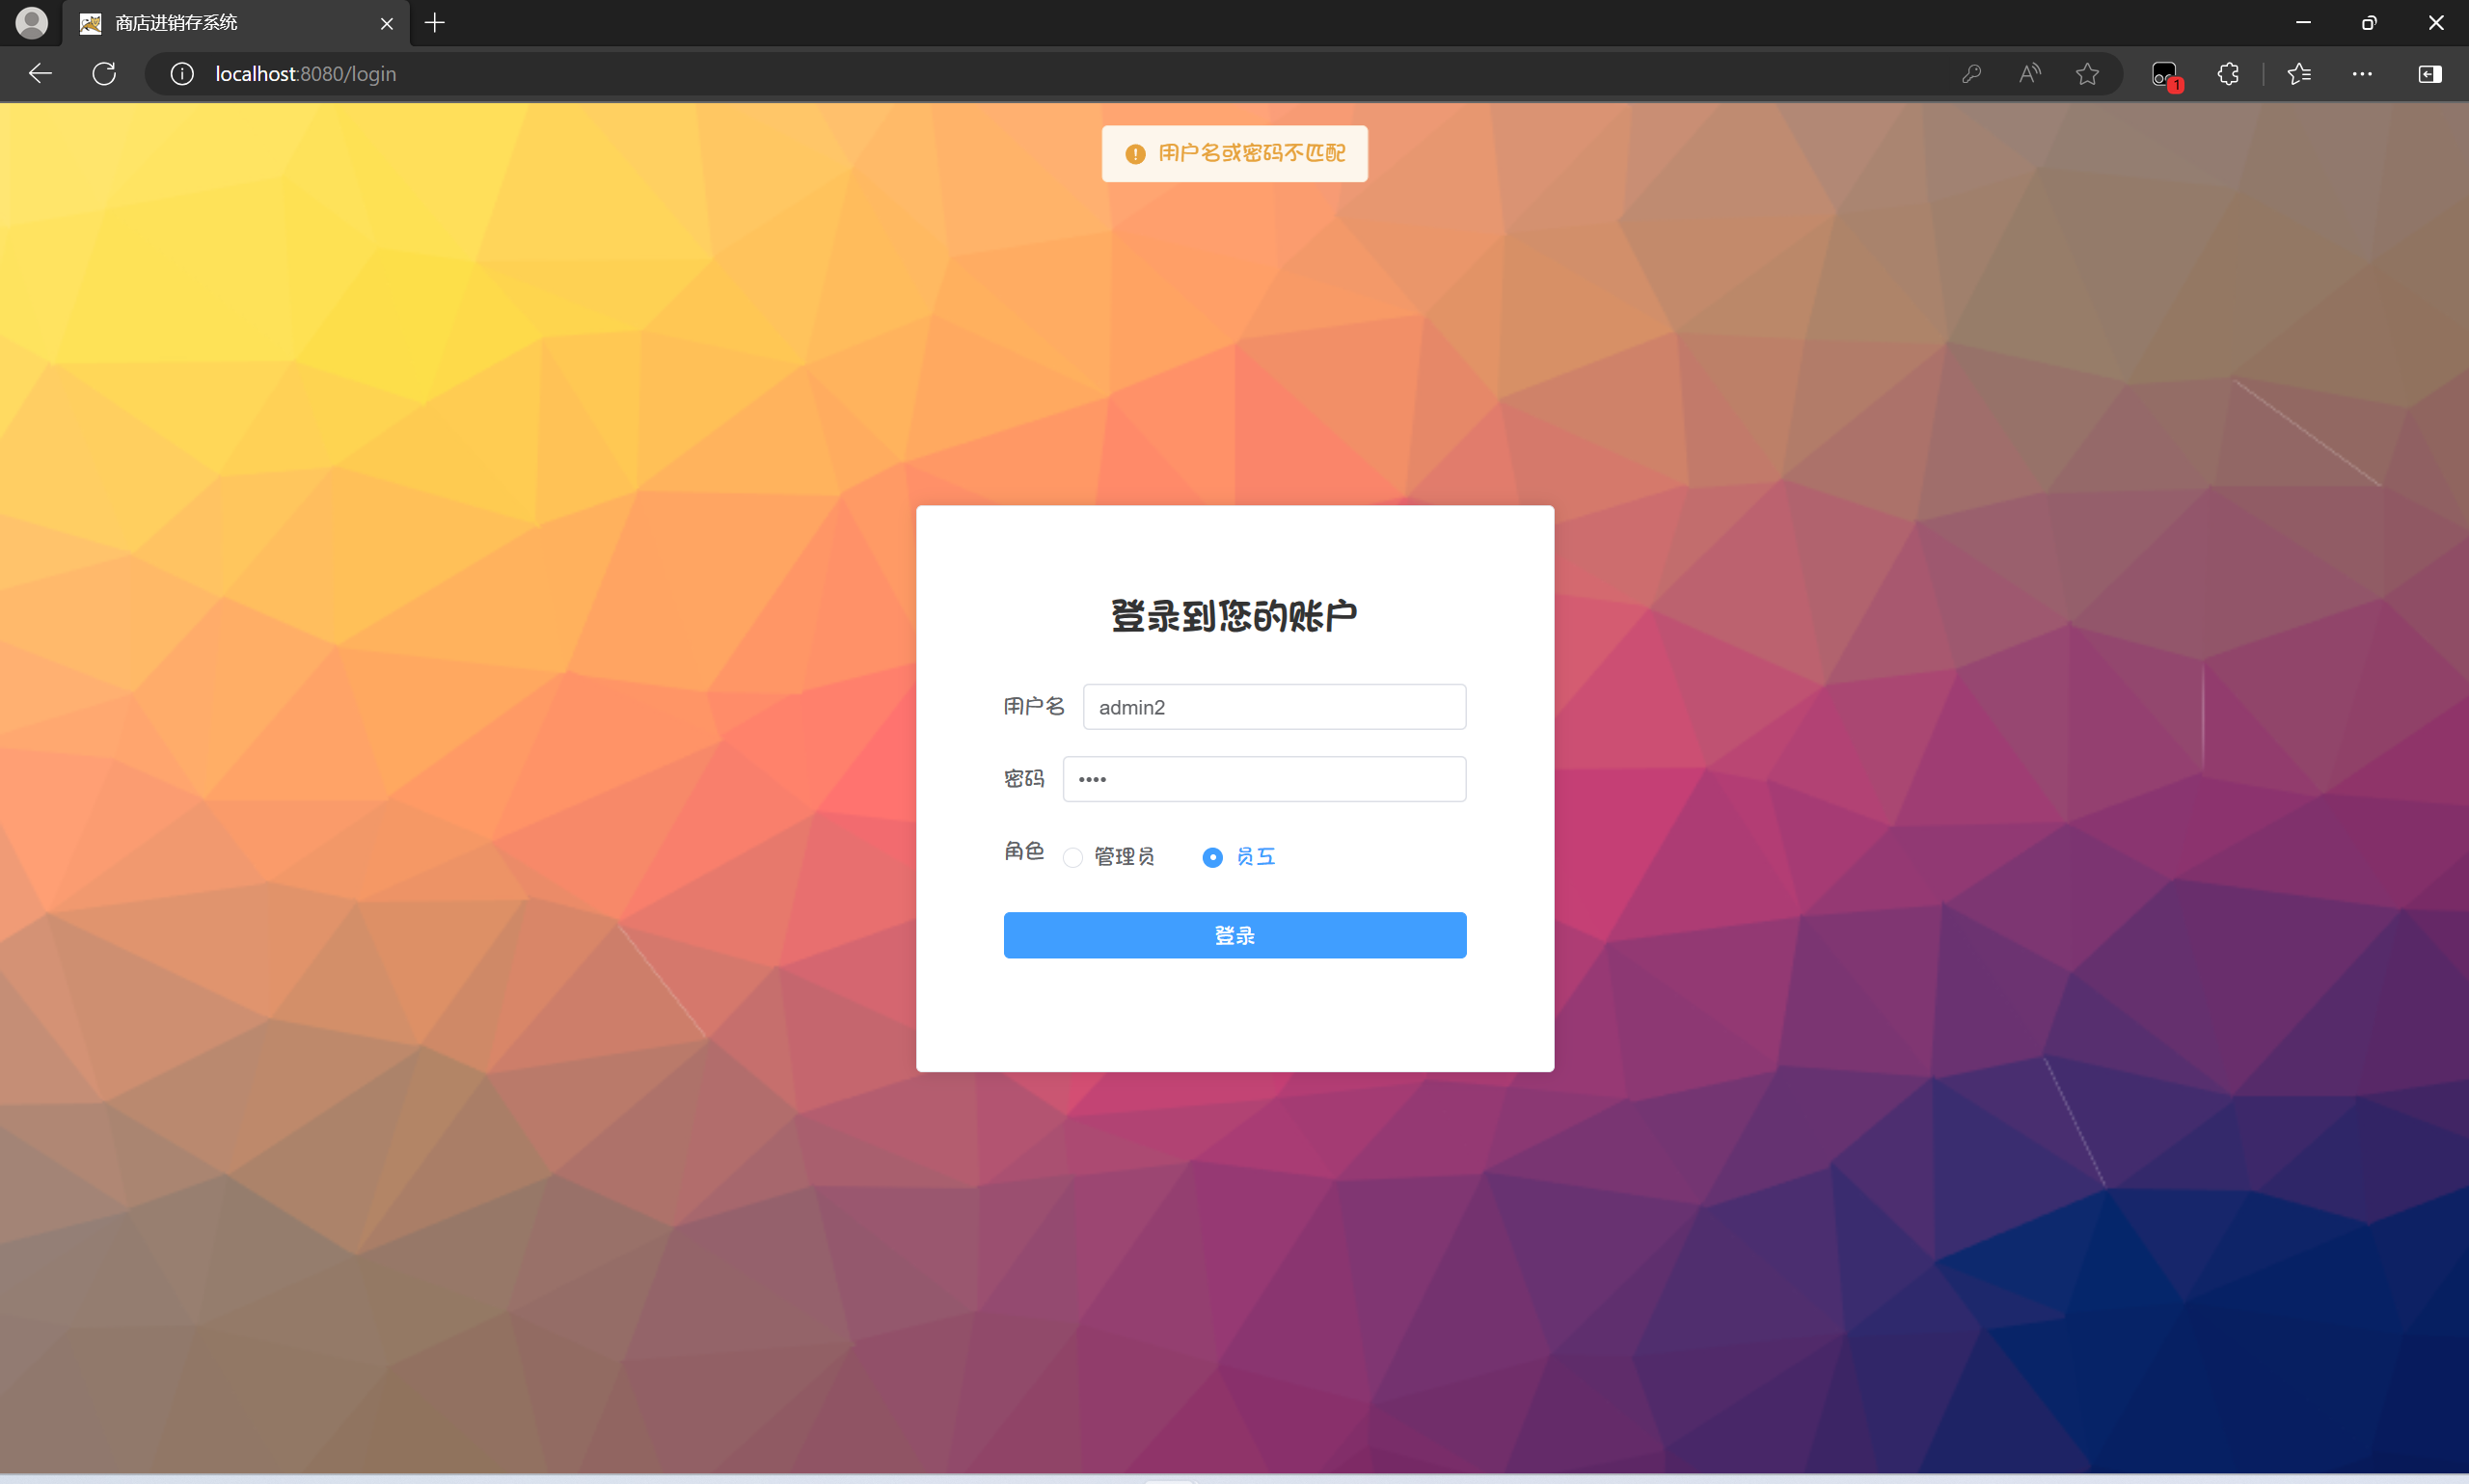 商店进销存系统
localhost:8080/login
1
用户名或密码不匹配
登录到您的账户
用户名 admin2
密码 ••••
角色 管理员 员工
登录